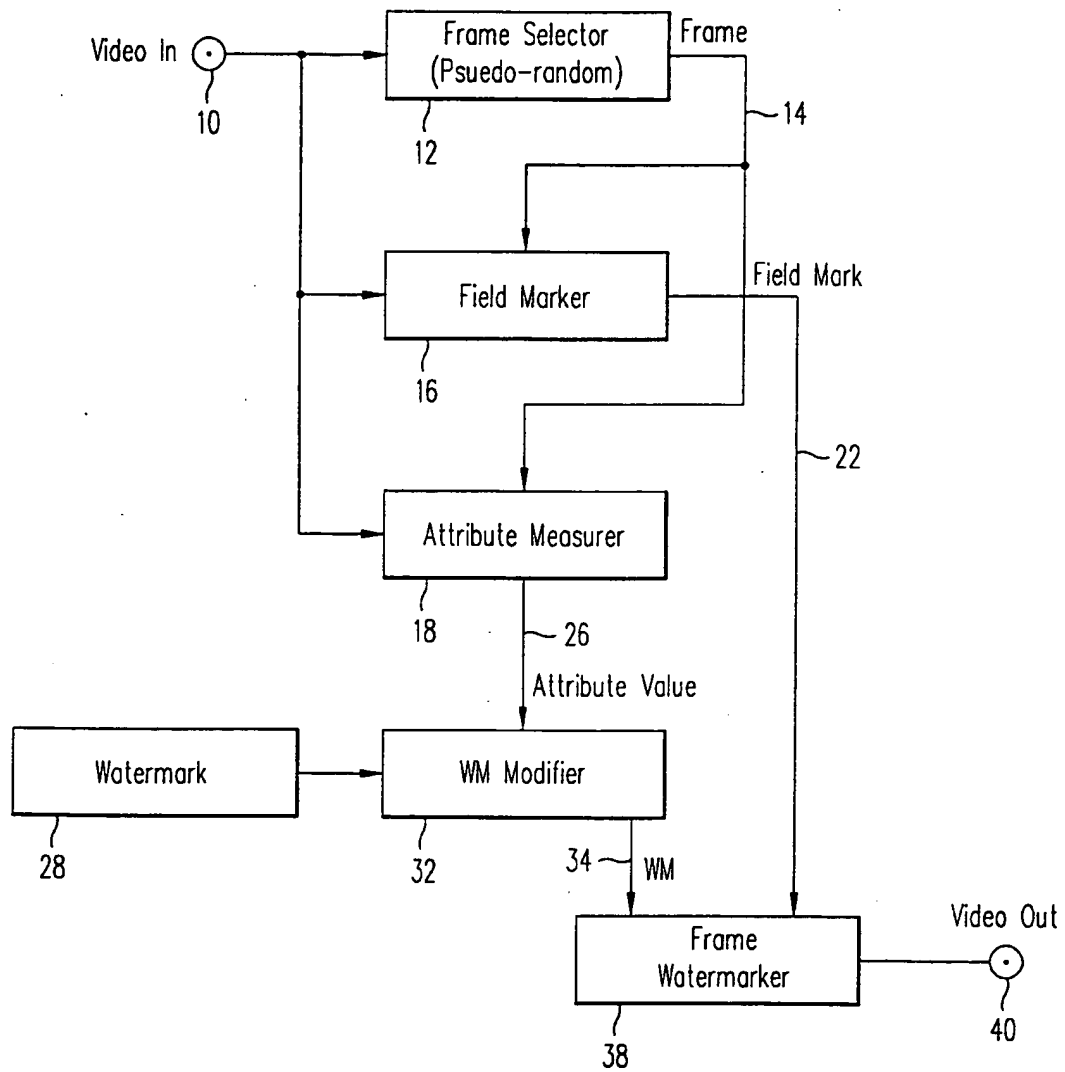 Video In
10
Frame Selector
(Psuedo-random)
12
Frame
14
Field Marker
16
Field Mark
22
Attribute Measurer
18
26
Attribute Value
Watermark
28
WM Modifier
32
34
WM
Frame
Watermarker
38
Video Out
40